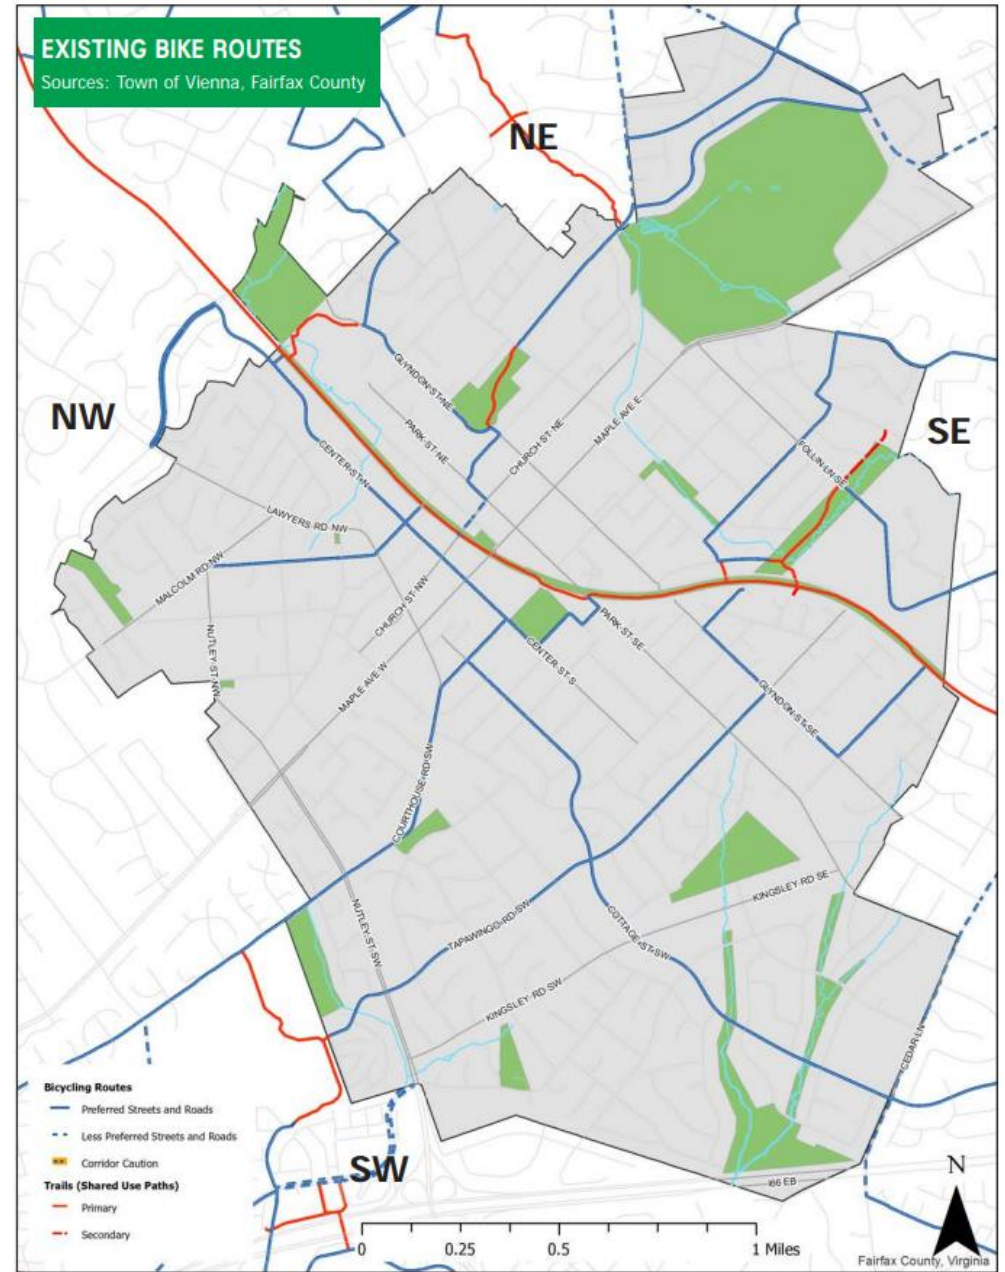 EXISTING BIKE ROUTES
Sources: Town of Vienna, Fairfax County
NE
NW
SE
SW
GLYNDON ST NE
PARK ST NE
CHURCH ST NE
MAPLE AVE E
FOLLIN LN SE
CENTER ST N
LAWYERS RD NW
MALCOLM RD NW
CHURCH ST NW
NUTLEY ST NW
MAPLE AVE W
CENTER ST S
PARK ST SE
GLYNDON ST SE
COURTHOUSE RD SW
KINGSLEY RD SE
NUTLEY ST SW
TAPAWINGO RD SW
COTTAGE ST SW
KINGSLEY RD SW
CEDAR LN
I66 EB
Bicycling Routes
Preferred Streets and Roads
Less Preferred Streets and Roads
Corridor Caution
Trails (Shared Use Paths)
Primary
Secondary
N
0 0.25 0.5 1 Miles
Fairfax County, Virginia